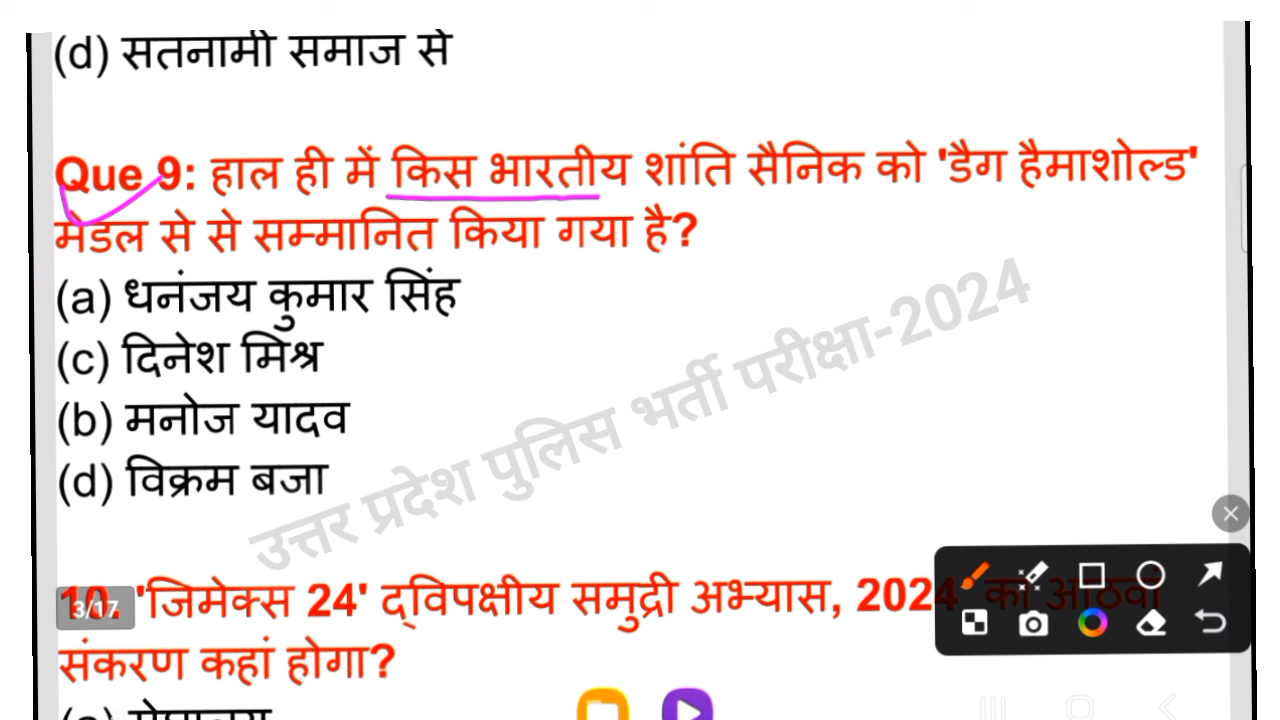 (d) सतनामी समाज से
Que 9: हाल ही में किस भारतीय शांति सैनिक को 'डैग हैमाशोल्ड'
मेडल से से सम्मानित किया गया है?
(a) धनंजय कुमार सिंह
(c) दिनेश मिश्र
(b) मनोज यादव
(d) विक्रम बजा
उत्तर प्रदेश पुलिस भर्ती परीक्षा-2024
10. 'जिमेक्स 24' द्विपक्षीय समुद्री अभ्यास, 2024 का आठवां
3/17
संकरण कहां होगा?